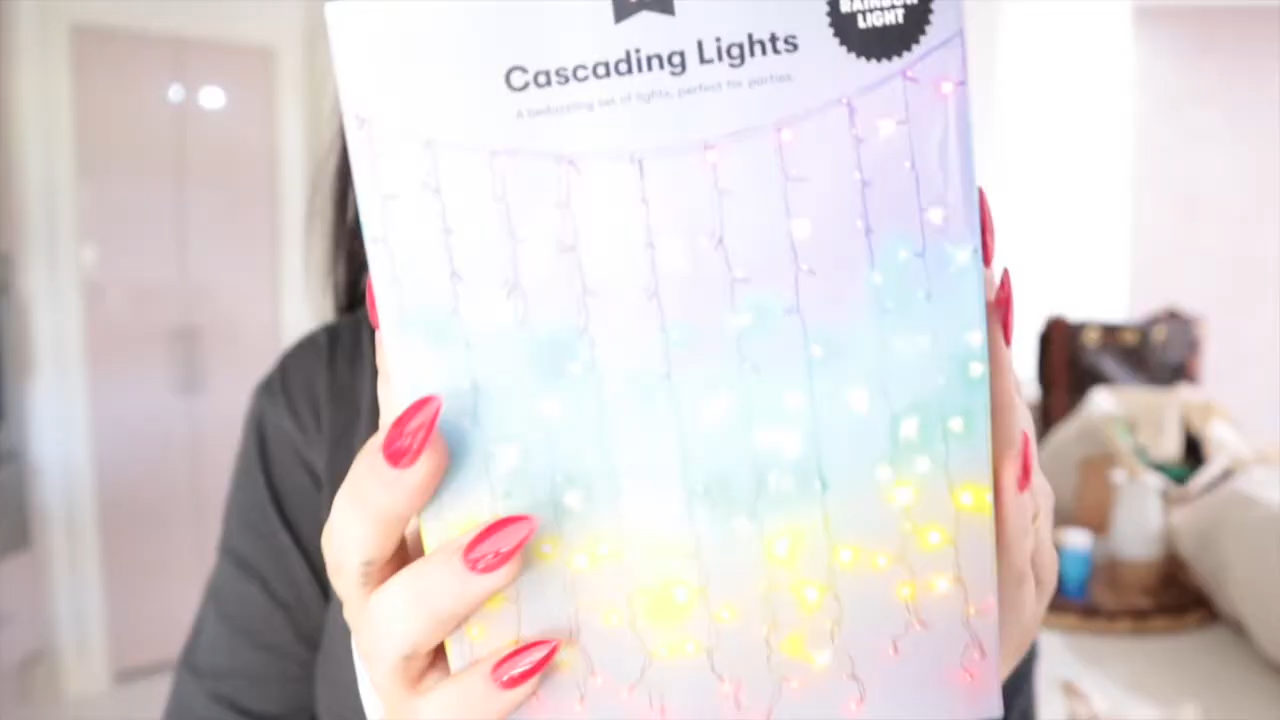 RAINBOW
LIGHT
Cascading Lights
A bedazzling set of lights, perfect for parties.